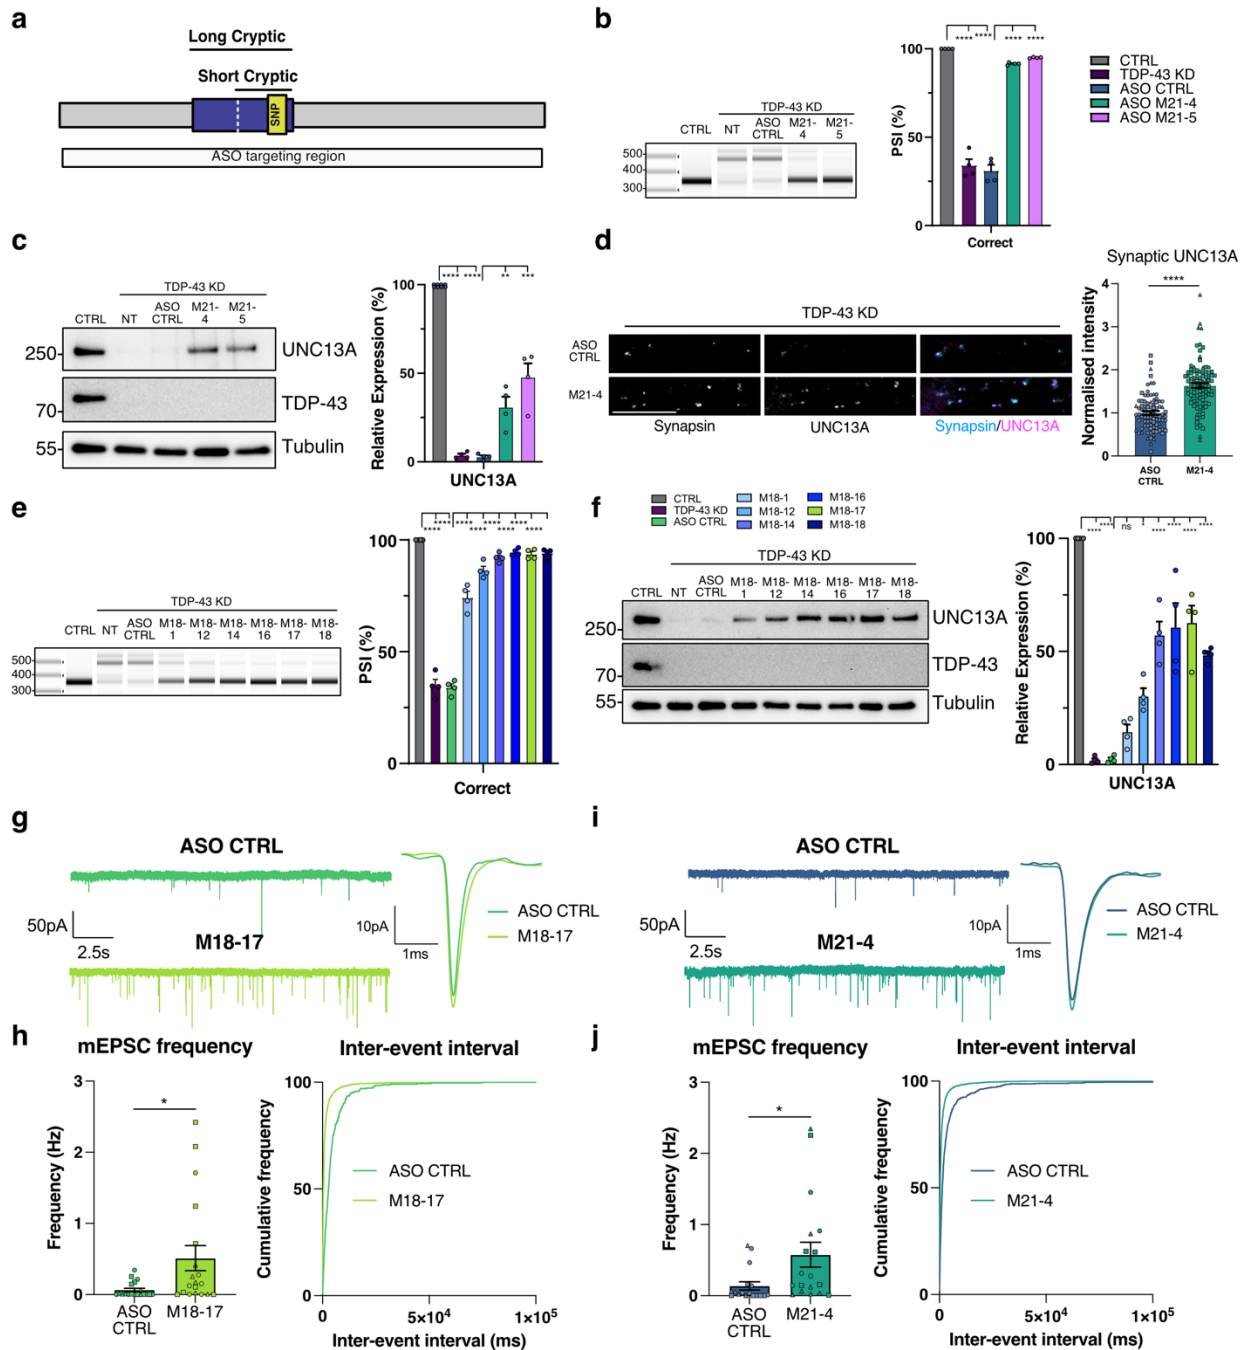 a
Long Cryptic
Short Cryptic
SNP
ASO targeting region
b
TDP-43 KD
CTRL NT ASO CTRL M21-4 M21-5
500
400
300
PSI (%)
100
50
0
**** **** **** ****
Correct
CTRL
TDP-43 KD
ASO CTRL
ASO M21-4
ASO M21-5
c
TDP-43 KD
CTRL NT ASO CTRL M21-4 M21-5
250 UNC13A
70 TDP-43
55 Tubulin
Relative Expression (%)
100
50
0
**** **** ** ***
UNC13A
d
TDP-43 KD
ASO CTRL
M21-4
Synapsin UNC13A Synapsin/UNC13A
Synaptic UNC13A
****
Normalised intensity
4
3
2
1
0
ASO CTRL M21-4
e
TDP-43 KD
CTRL NT ASO CTRL M18-1 M18-12 M18-14 M18-16 M18-17 M18-18
500
400
300
PSI (%)
100
50
0
**** **** **** **** **** **** **** ****
Correct
f
CTRL
TDP-43 KD
ASO CTRL
M18-1
M18-12
M18-14
M18-16
M18-17
M18-18
TDP-43 KD
CTRL NT ASO CTRL M18-1 M18-12 M18-14 M18-16 M18-17 M18-18
250 UNC13A
70 TDP-43
55 Tubulin
Relative Expression (%)
100
50
0
**** **** ns * **** **** **** ****
UNC13A
g
ASO CTRL
50pA
2.5s
M18-17
10pA
1ms
ASO CTRL
M18-17
i
ASO CTRL
50pA
2.5s
M21-4
10pA
1ms
ASO CTRL
M21-4
h
mEPSC frequency
Frequency (Hz)
3
2
1
0
*
ASO CTRL M18-17
Inter-event interval
Cumulative frequency
100
50
0
ASO CTRL
M18-17
0 5x10⁴ 1x10⁵
Inter-event interval (ms)
j
mEPSC frequency
Frequency (Hz)
3
2
1
0
*
ASO CTRL M21-4
Inter-event interval
Cumulative frequency
100
50
0
ASO CTRL
M21-4
0 5x10⁴ 1x10⁵
Inter-event interval (ms)